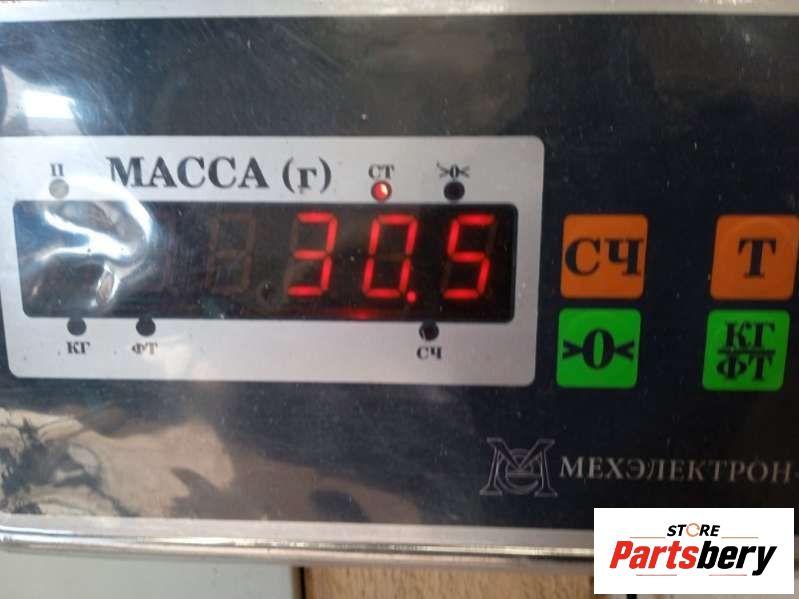 П МАССА (г) СТ >0<
30.5
КГ ФТ СЧ
СЧ Т
>0< КГ
ФТ
МЕХЭЛЕКТРОН-
STORE
Partsbery